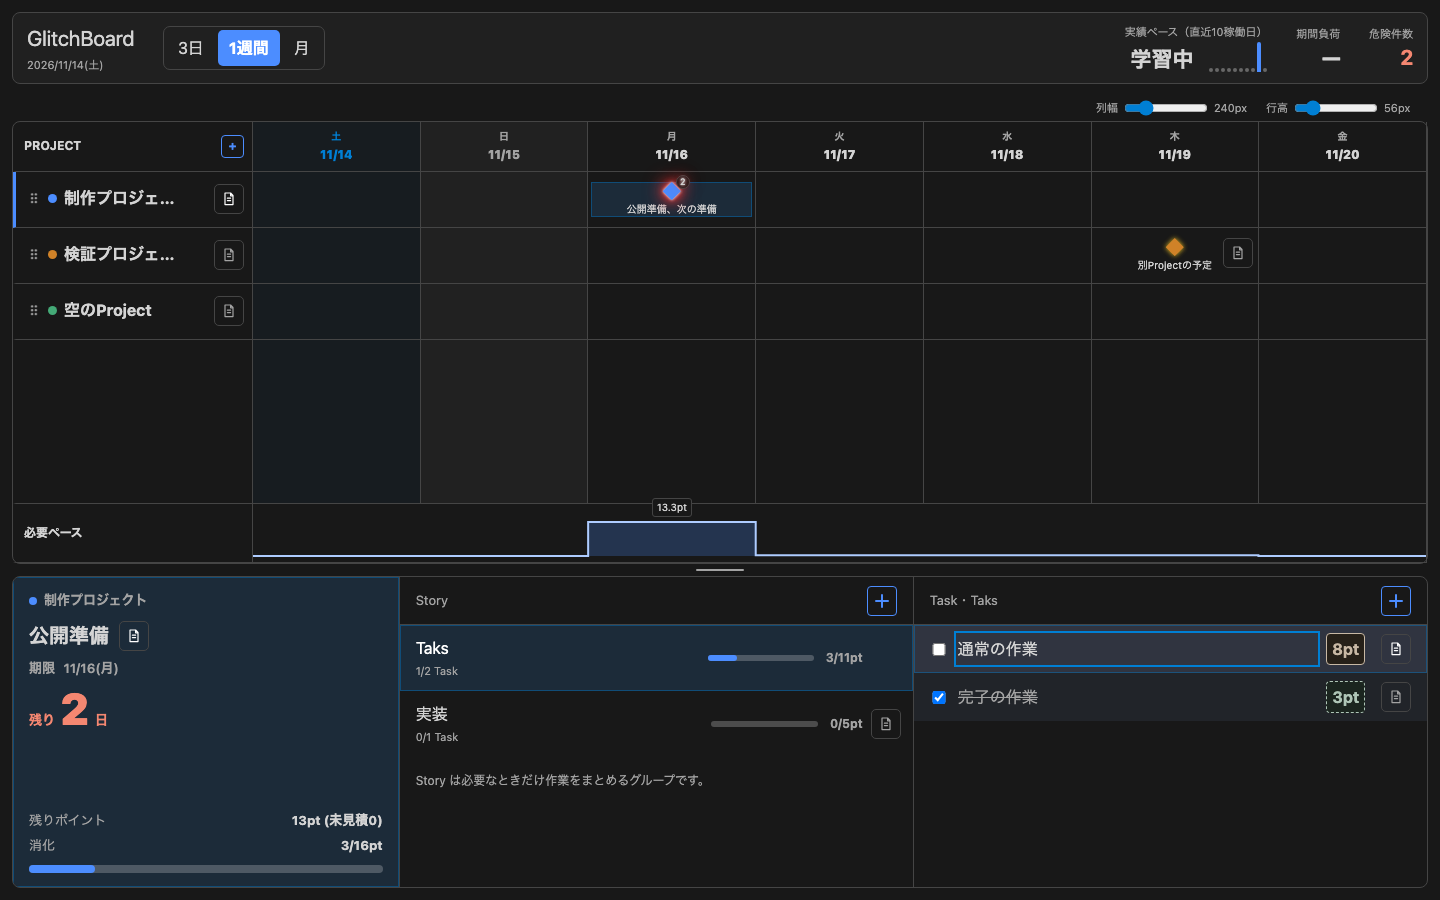 GlitchBoard
2026/11/14(土)
3日 1週間 月
実績ペース（直近10稼働日） 期間負荷 危険件数
学習中 — 2
列幅 240px 行高 56px
PROJECT + 土 日 月 火 水 木 金
11/14 11/15 11/16 11/17 11/18 11/19 11/20
制作プロジェ...
2
公開準備、次の準備
検証プロジェ...
別Projectの予定
空のProject
13.3pt
必要ペース
制作プロジェクト
公開準備
期限 11/16(月)
残り 2 日
残りポイント 13pt (未見積0)
消化 3/16pt
Story +
Taks
1/2 Task
3/11pt
実装
0/1 Task
0/5pt
Story は必要なときだけ作業をまとめるグループです。
Task・Taks +
通常の作業 8pt
完了の作業 3pt